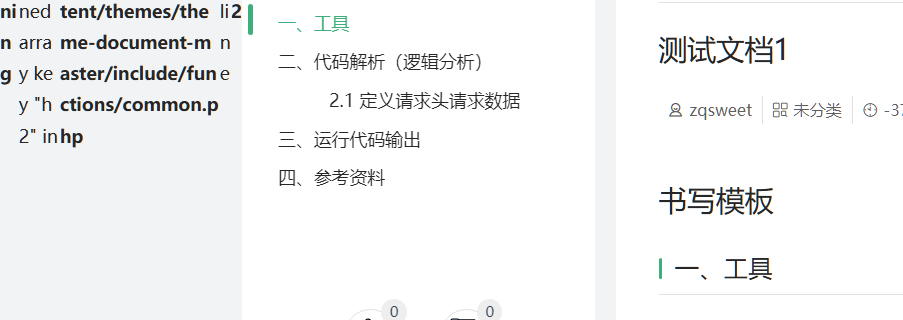 ni ned tent/themes/the li 2
n arra me-document-m n
g y ke aster/include/fun e
y "h ctions/common.p
2" in hp
一、工具
二、代码解析（逻辑分析）
2.1 定义请求头请求数据
三、运行代码输出
四、参考资料
0
0
测试文档1
zqsweet 未分类 -37
书写模板
一、工具